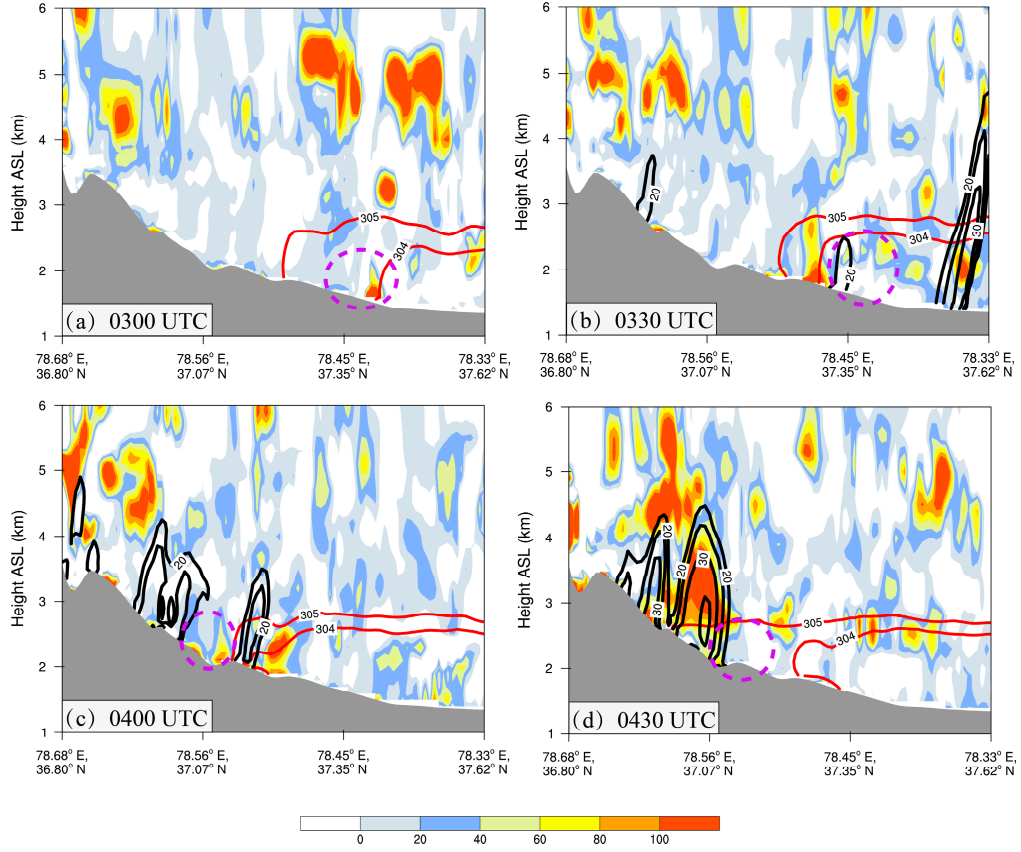 6
5
4
3
2
1
Height ASL (km)
305
304
(a) 0300 UTC
78.68° E,
36.80° N
78.56° E,
37.07° N
78.45° E,
37.35° N
78.33° E,
37.62° N
6
5
4
3
2
1
Height ASL (km)
20
305
304
20
20
30
(b) 0330 UTC
78.68° E,
36.80° N
78.56° E,
37.07° N
78.45° E,
37.35° N
78.33° E,
37.62° N
6
5
4
3
2
1
Height ASL (km)
20
20
305
304
(c) 0400 UTC
78.68° E,
36.80° N
78.56° E,
37.07° N
78.45° E,
37.35° N
78.33° E,
37.62° N
6
5
4
3
2
1
Height ASL (km)
20
30
20
30
20
305
304
(d) 0430 UTC
78.68° E,
36.80° N
78.56° E,
37.07° N
78.45° E,
37.35° N
78.33° E,
37.62° N
0 20 40 60 80 100